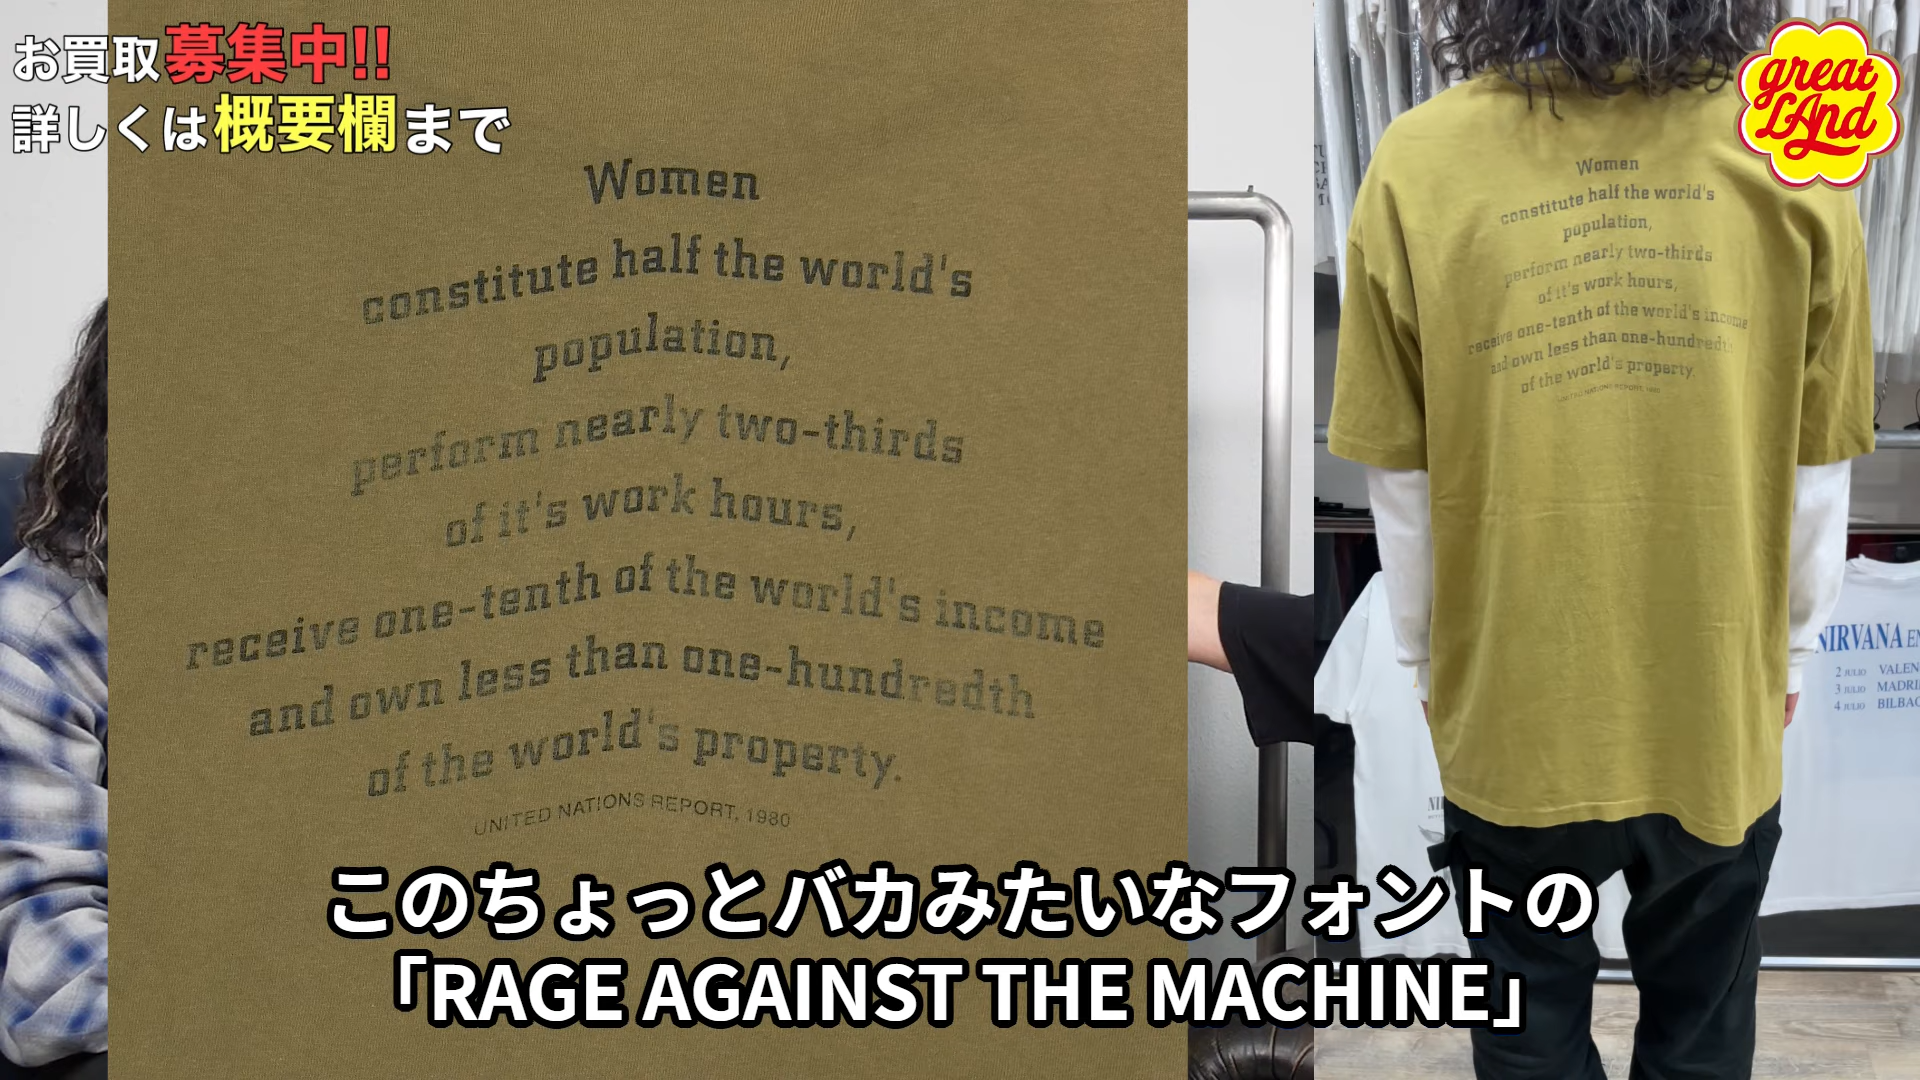 お買取募集中!!
詳しくは概要欄まで
Women
constitute half the world's
population,
perform nearly two-thirds
of it's work hours,
receive one-tenth of the world's income
and own less than one-hundredth
of the world's property.
UNITED NATIONS REPORT, 1980
great
LAnd
Women
constitute half the world's
population,
perform nearly two-thirds
of it's work hours,
receive one-tenth of the world's income
and own less than one-hundredth
of the world's property.
UNITED NATIONS REPORT, 1980
NIRVANA
2 JULIO
3 JULIO
4 JULIO
このちょっとバカみたいなフォントの
「RAGE AGAINST THE MACHINE」